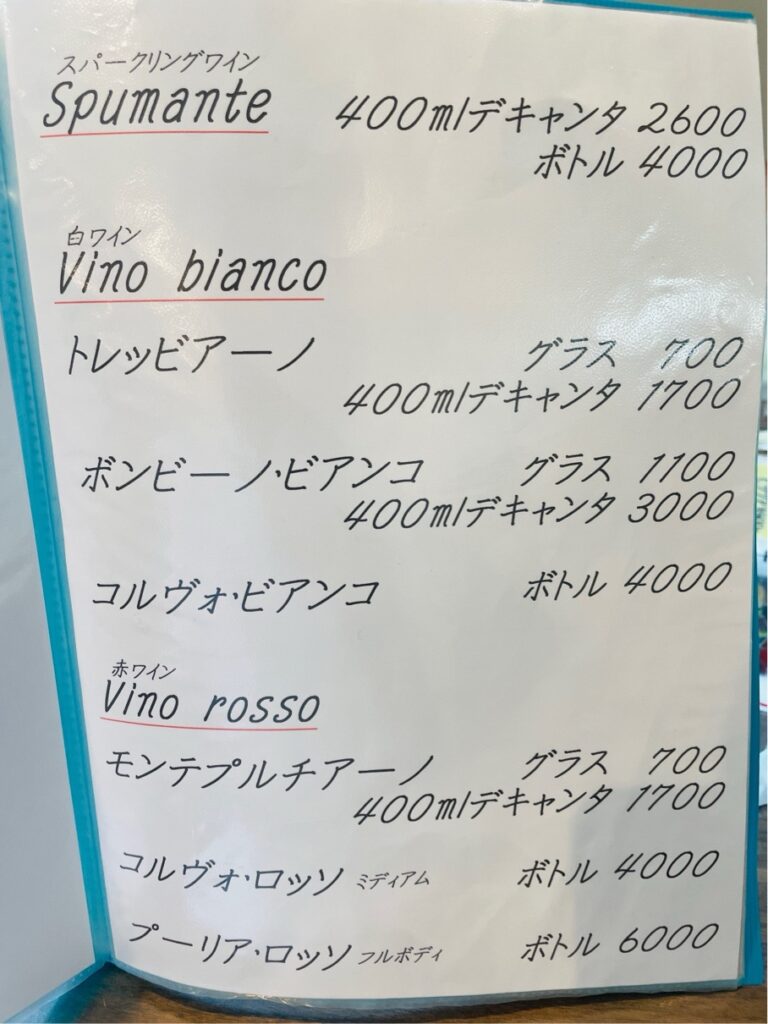 スパークリングワイン
Spumante 400mlデキャンタ 2600
ボトル 4000
白ワイン
Vino bianco
トレッビアーノ グラス 700
400mlデキャンタ 1700
ボンビーノ・ビアンコ グラス 1100
400mlデキャンタ 3000
コルヴォ・ビアンコ ボトル 4000
赤ワイン
Vino rosso
モンテプルチアーノ グラス 700
400mlデキャンタ 1700
コルヴォ・ロッソ ミディアム ボトル 4000
プーリア・ロッソ フルボディ ボトル 6000